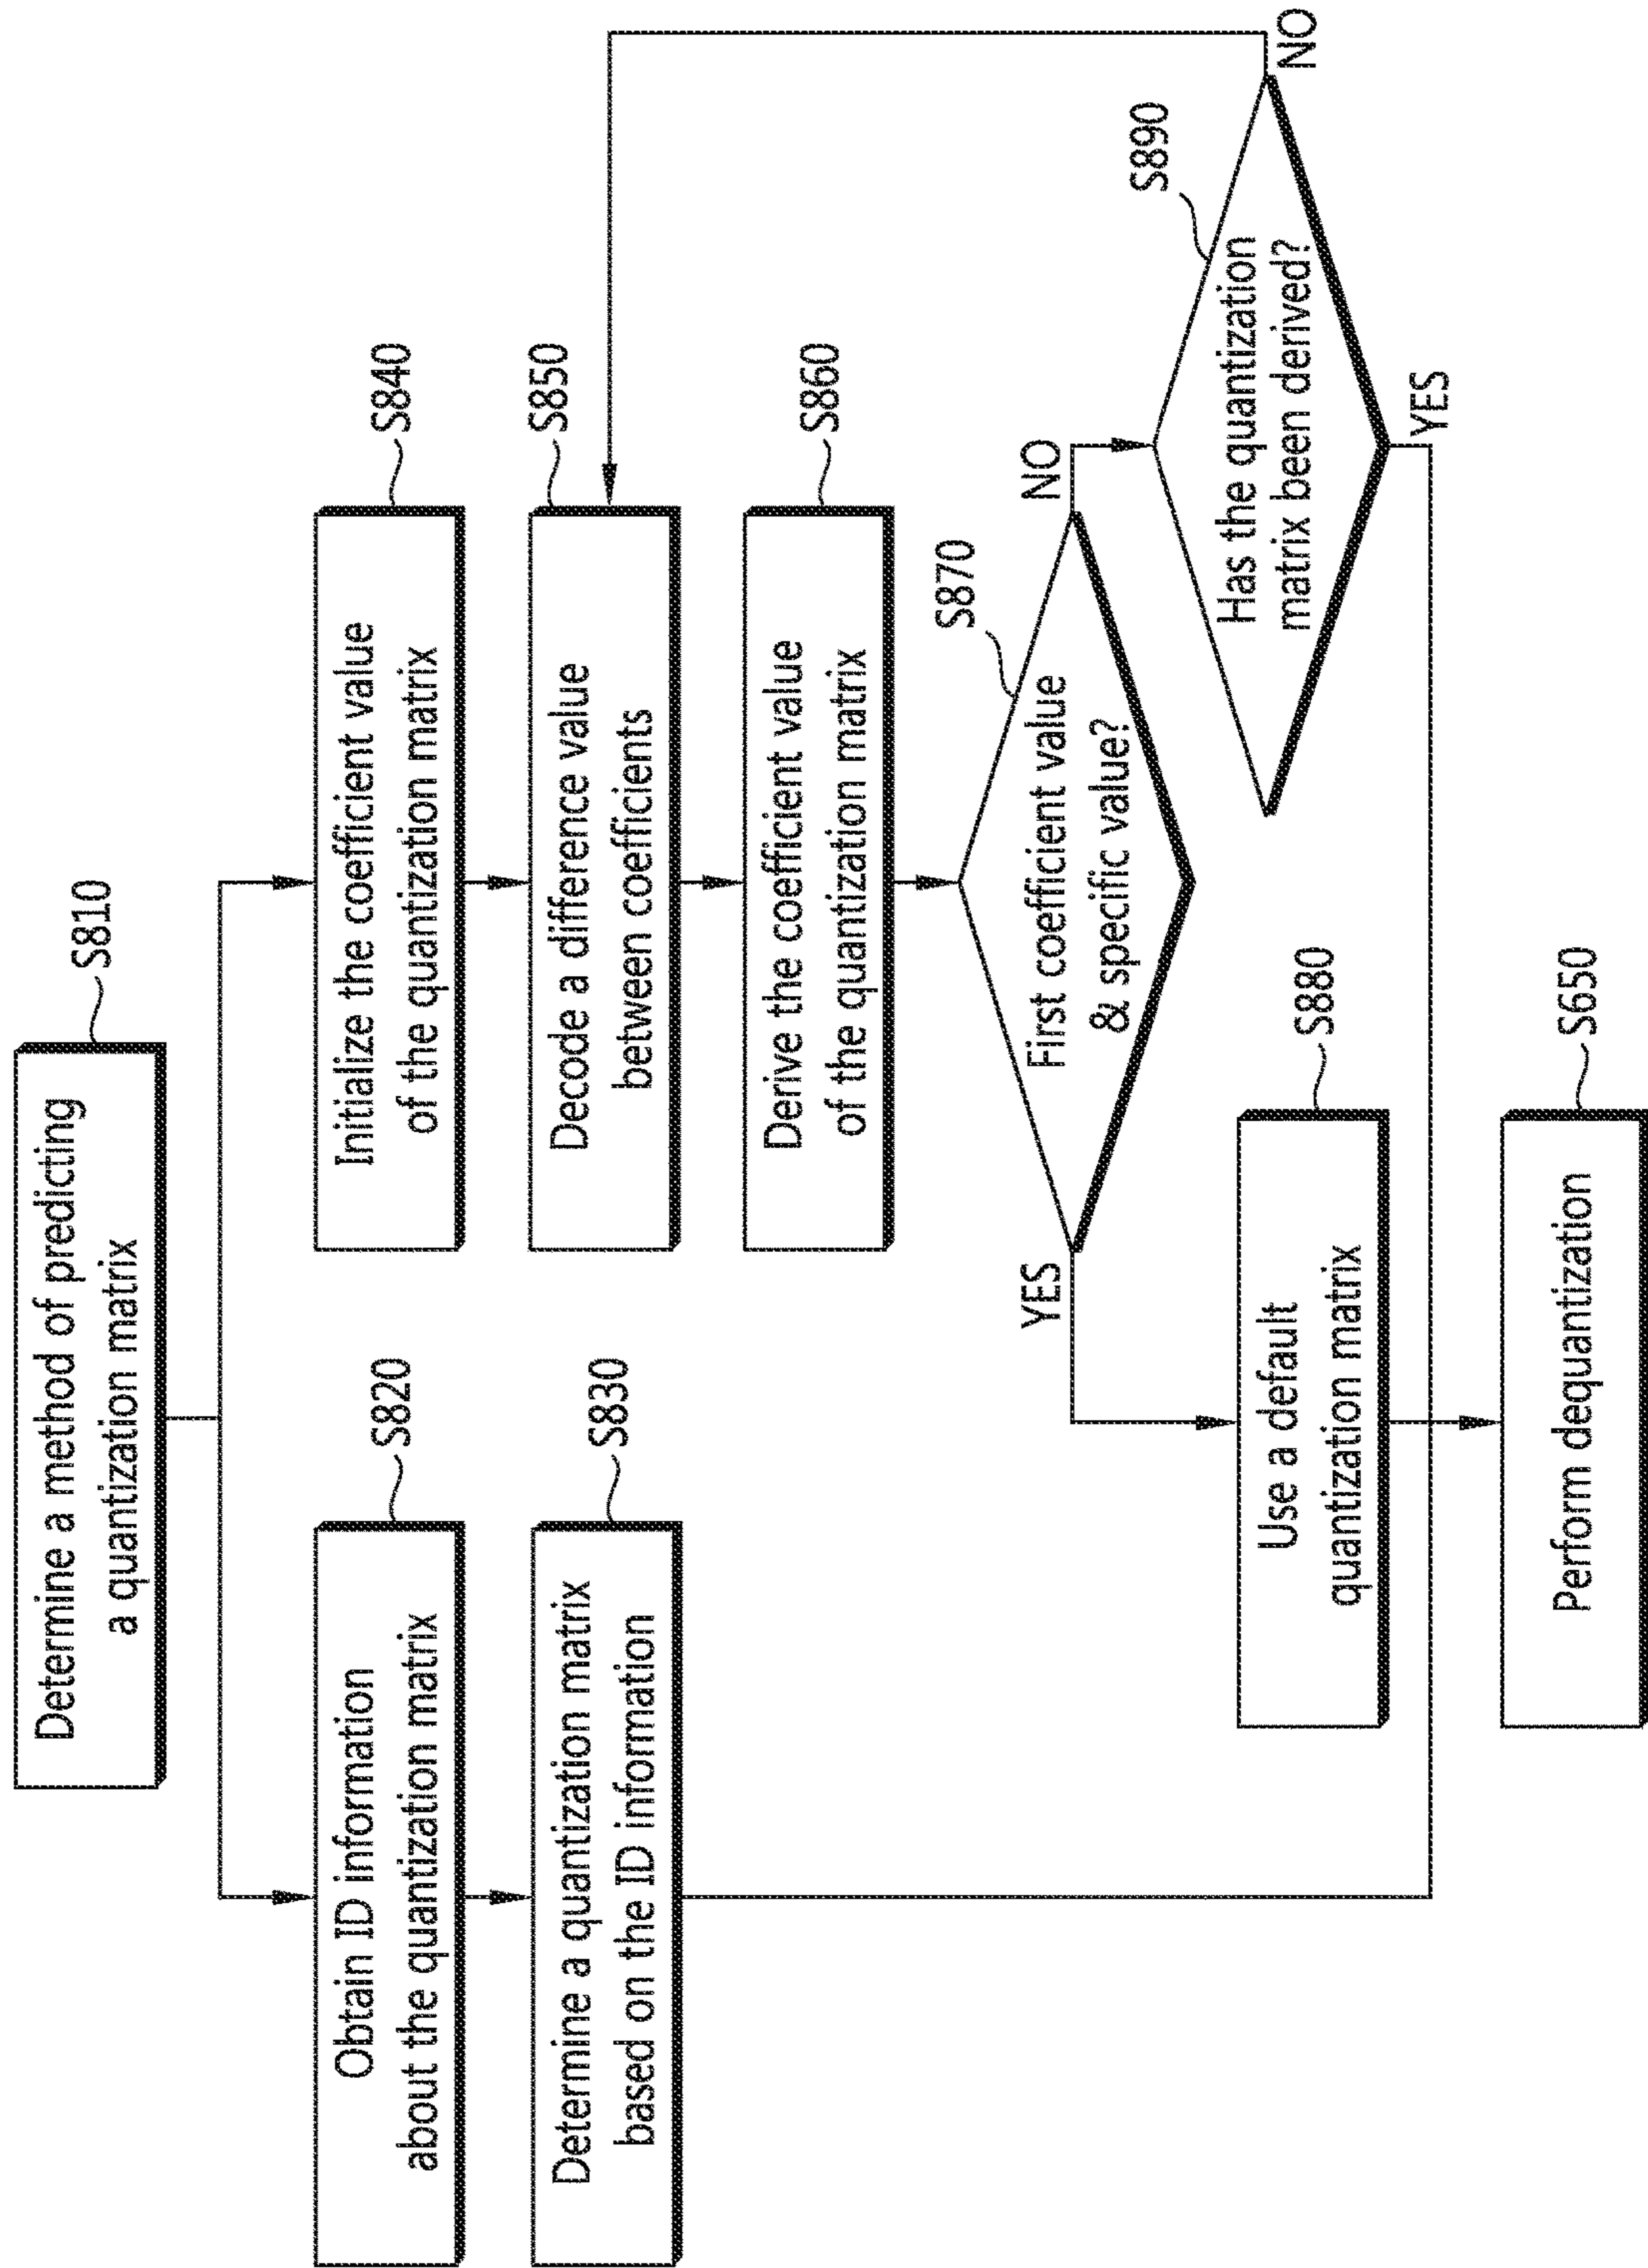 Determine a method of predicting
a quantization matrix
S810
Obtain ID information
about the quantization matrix
S820
Determine a quantization matrix
based on the ID information
S830
Initialize the coefficient value
of the quantization matrix
S840
Decode a difference value
between coefficients
S850
Derive the coefficient value
of the quantization matrix
S860
First coefficient value
& specific value?
S870
YES
NO
Use a default
quantization matrix
S880
Has the quantization
matrix been derived?
S890
NO
YES
Perform dequantization
S650